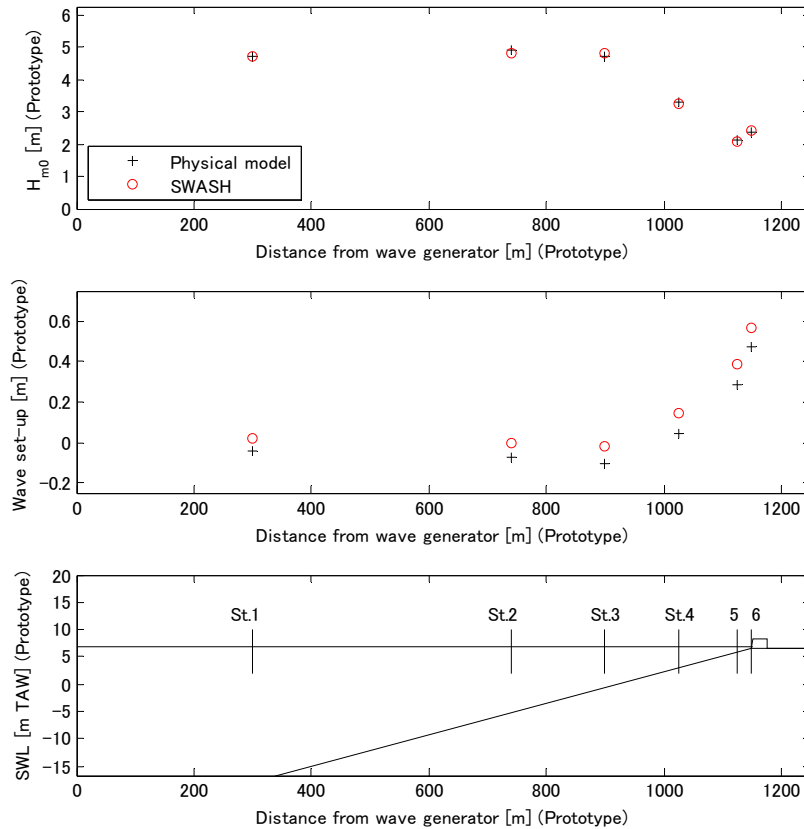 6
5
4
3
2
1
0
H_m0 [m] (Prototype)
Physical model
SWASH
0 200 400 600 800 1000 1200
Distance from wave generator [m] (Prototype)
0.6
0.4
0.2
0
-0.2
Wave set-up [m] (Prototype)
0 200 400 600 800 1000 1200
Distance from wave generator [m] (Prototype)
20
15
10
5
0
-5
-10
-15
SWL [m TAW] (Prototype)
St.1 St.2 St.3 St.4 5 6
0 200 400 600 800 1000 1200
Distance from wave generator [m] (Prototype)